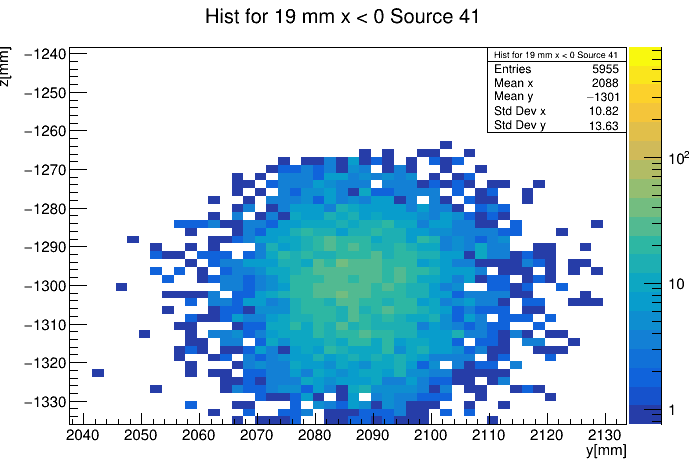 Hist for 19 mm x < 0 Source 41
z[mm]
Hist for 19 mm x < 0 Source 41
Entries 5955
Mean x 2088
Mean y −1301
Std Dev x 10.82
Std Dev y 13.63
−1240
−1250
−1260
−1270
−1280
−1290
−1300
−1310
−1320
−1330
10²
10
1
2040 2050 2060 2070 2080 2090 2100 2110 2120 2130
y[mm]